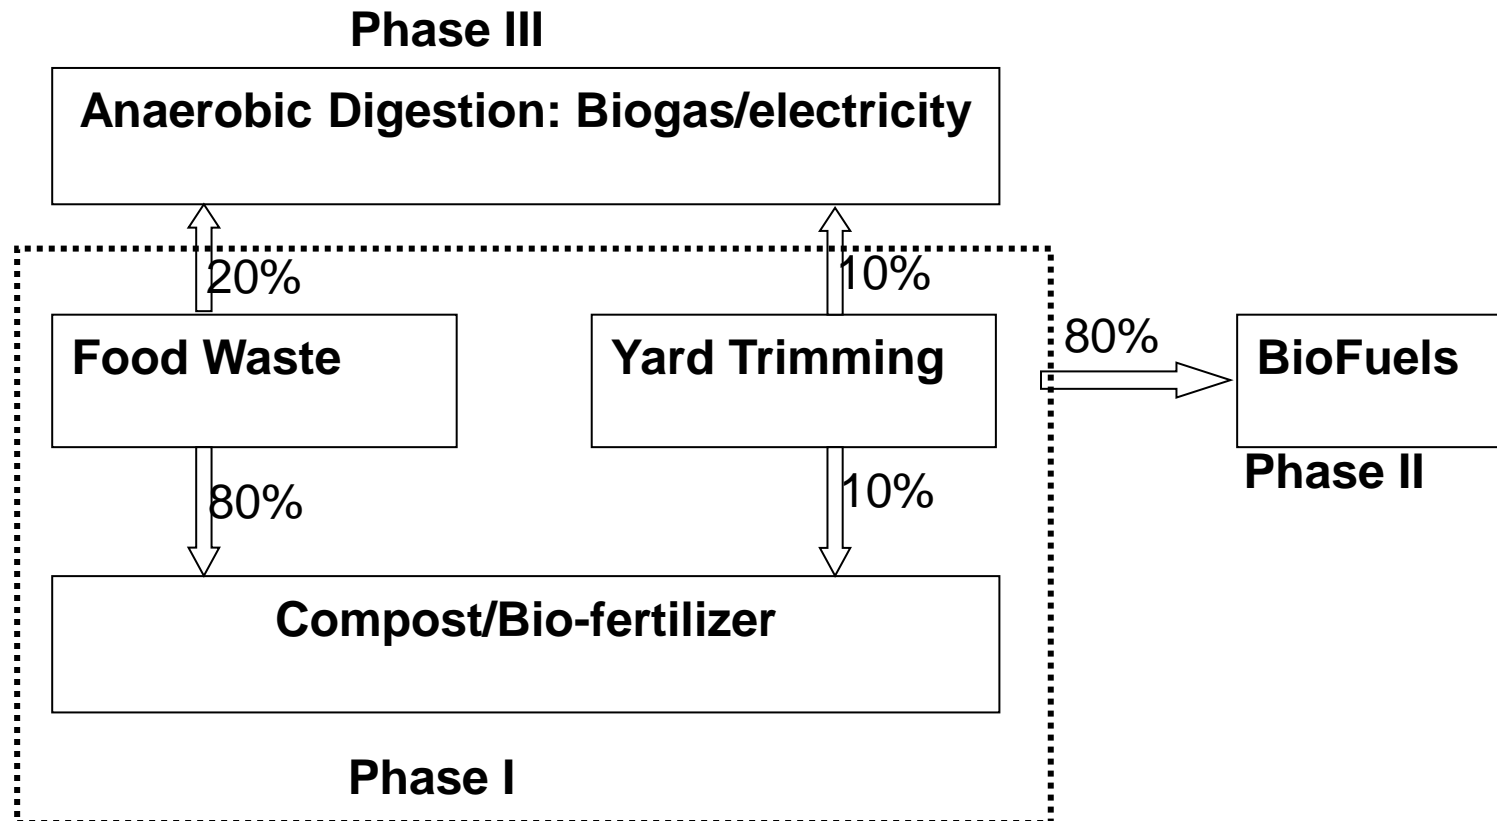 Phase III
Anaerobic Digestion: Biogas/electricity
20%
10%
Food Waste
Yard Trimming
80%
BioFuels
Phase II
80%
10%
Compost/Bio-fertilizer
Phase I